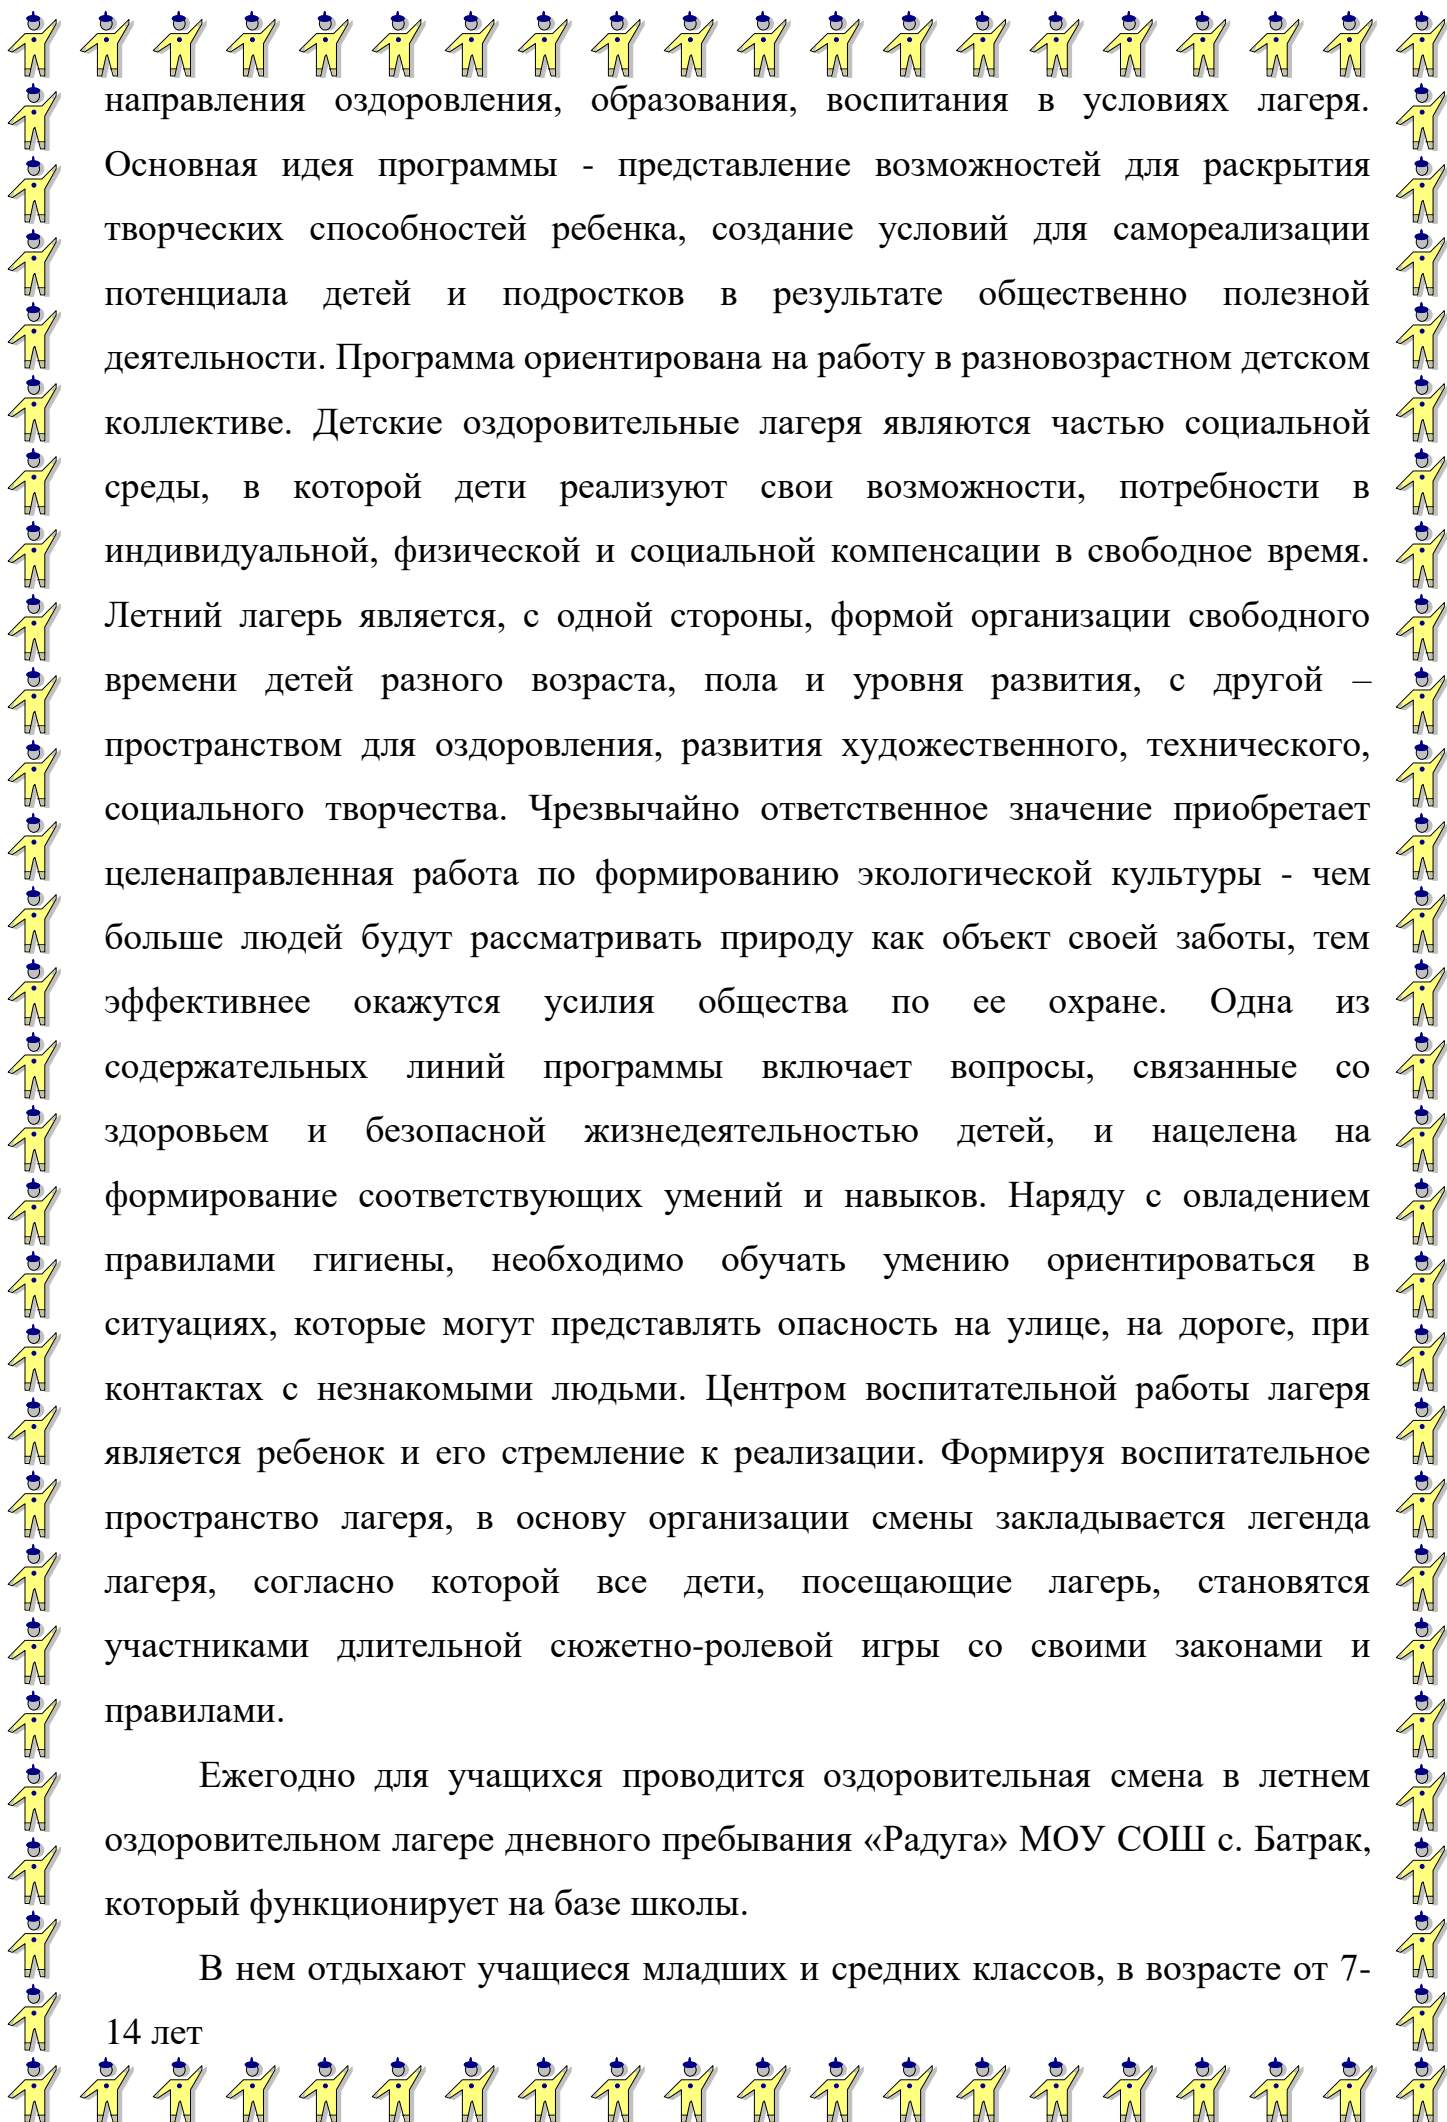 направления оздоровления, образования, воспитания в условиях лагеря.
Основная идея программы - представление возможностей для раскрытия
творческих способностей ребенка, создание условий для самореализации
потенциала детей и подростков в результате общественно полезной
деятельности. Программа ориентирована на работу в разновозрастном детском
коллективе. Детские оздоровительные лагеря являются частью социальной
среды, в которой дети реализуют свои возможности, потребности в
индивидуальной, физической и социальной компенсации в свободное время.
Летний лагерь является, с одной стороны, формой организации свободного
времени детей разного возраста, пола и уровня развития, с другой –
пространством для оздоровления, развития художественного, технического,
социального творчества. Чрезвычайно ответственное значение приобретает
целенаправленная работа по формированию экологической культуры - чем
больше людей будут рассматривать природу как объект своей заботы, тем
эффективнее окажутся усилия общества по ее охране. Одна из
содержательных линий программы включает вопросы, связанные со
здоровьем и безопасной жизнедеятельностью детей, и нацелена на
формирование соответствующих умений и навыков. Наряду с овладением
правилами гигиены, необходимо обучать умению ориентироваться в
ситуациях, которые могут представлять опасность на улице, на дороге, при
контактах с незнакомыми людьми. Центром воспитательной работы лагеря
является ребенок и его стремление к реализации. Формируя воспитательное
пространство лагеря, в основу организации смены закладывается легенда
лагеря, согласно которой все дети, посещающие лагерь, становятся
участниками длительной сюжетно-ролевой игры со своими законами и
правилами.
Ежегодно для учащихся проводится оздоровительная смена в летнем
оздоровительном лагере дневного пребывания «Радуга» МОУ СОШ с. Батрак,
который функционирует на базе школы.
В нем отдыхают учащиеся младших и средних классов, в возрасте от 7-
14 лет